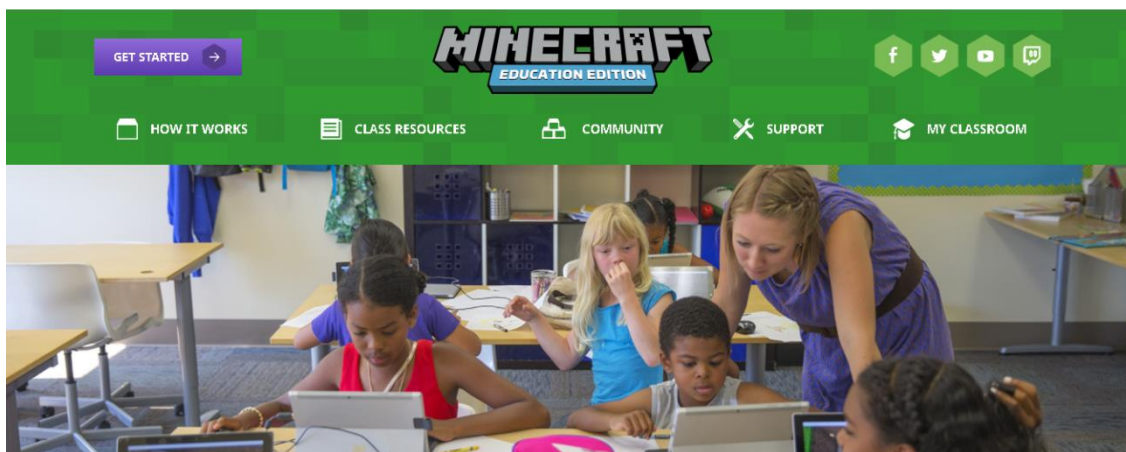 GET STARTED
MINECRAFT
EDUCATION EDITION
HOW IT WORKS
CLASS RESOURCES
COMMUNITY
SUPPORT
MY CLASSROOM